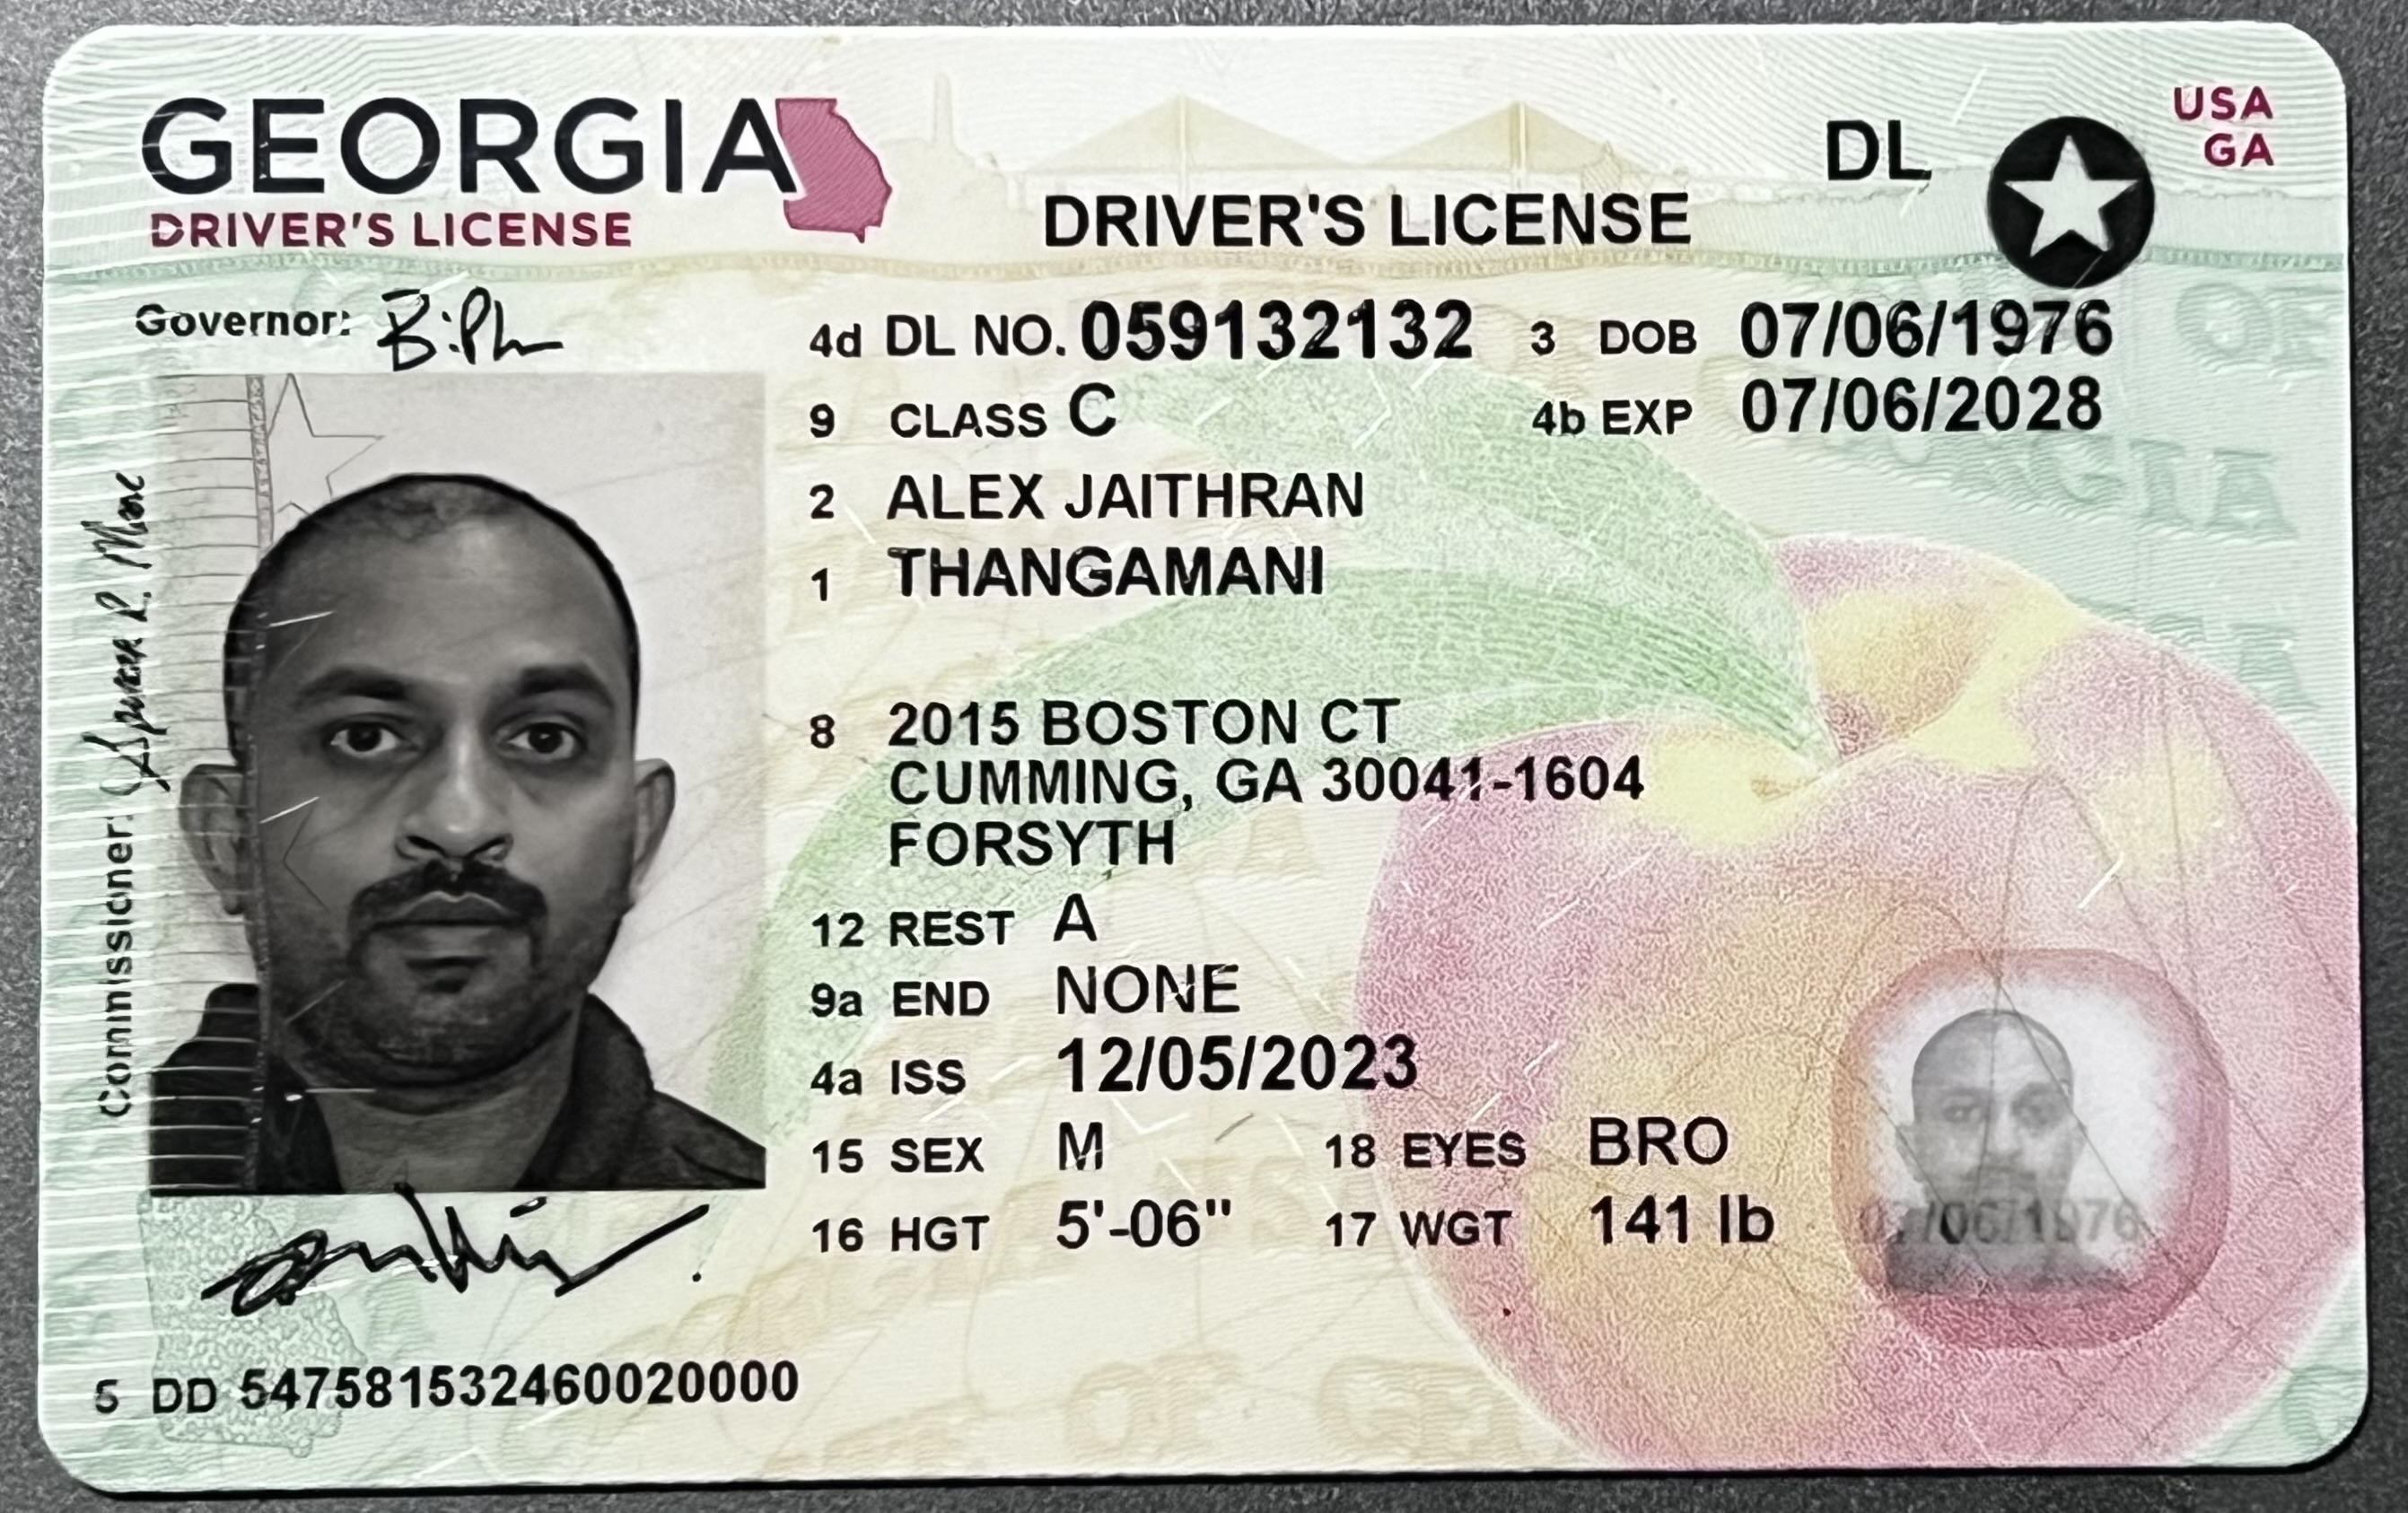 GEORGIA
DRIVER'S LICENSE
DRIVER'S LICENSE
DL
USA
GA
Governor:
Commissioner:
4d DL NO. 059132132
3 DOB 07/06/1976
9 CLASS C
4b EXP 07/06/2028
2 ALEX JAITHRAN
1 THANGAMANI
8 2015 BOSTON CT
CUMMING, GA 30041-1604
FORSYTH
12 REST A
9a END NONE
4a ISS 12/05/2023
15 SEX M 18 EYES BRO
16 HGT 5'-06" 17 WGT 141 lb
07/06/1976
5 DD 547581532460020000